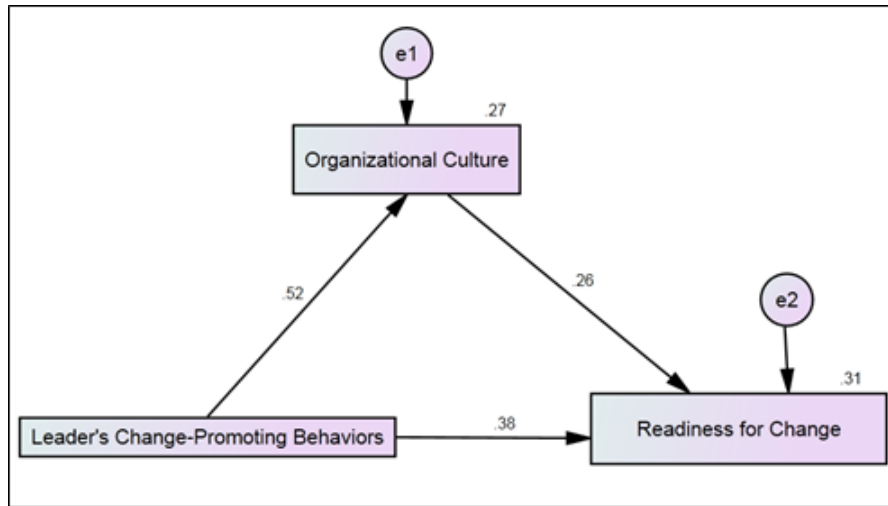 e1
.27
Organizational Culture
.52
.26
e2
.31
Leader's Change-Promoting Behaviors
.38
Readiness for Change